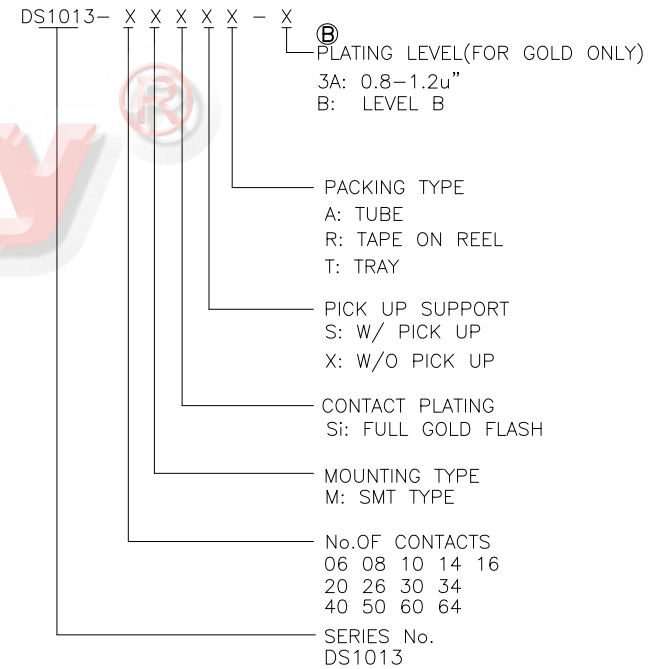 DS1013- X X X X X - X
B
PLATING LEVEL(FOR GOLD ONLY)
3A: 0.8-1.2u"
B: LEVEL B
R
y
PACKING TYPE
A: TUBE
R: TAPE ON REEL
T: TRAY
PICK UP SUPPORT
S: W/ PICK UP
X: W/O PICK UP
CONTACT PLATING
Si: FULL GOLD FLASH
MOUNTING TYPE
M: SMT TYPE
No.OF CONTACTS
06 08 10 14 16
20 26 30 34
40 50 60 64
SERIES No.
DS1013